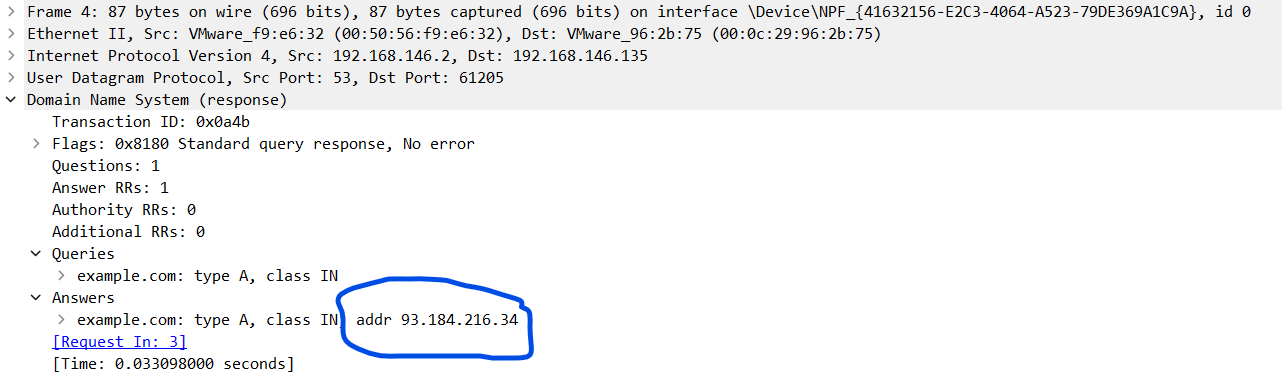 Frame 4: 87 bytes on wire (696 bits), 87 bytes captured (696 bits) on interface \Device\NPF_{41632156-E2C3-4064-A523-79DE369A1C9A}, id 0
Ethernet II, Src: VMware_f9:e6:32 (00:50:56:f9:e6:32), Dst: VMware_96:2b:75 (00:0c:29:96:2b:75)
Internet Protocol Version 4, Src: 192.168.146.2, Dst: 192.168.146.135
User Datagram Protocol, Src Port: 53, Dst Port: 61205
Domain Name System (response)
Transaction ID: 0x0a4b
Flags: 0x8180 Standard query response, No error
Questions: 1
Answer RRs: 1
Authority RRs: 0
Additional RRs: 0
Queries
example.com: type A, class IN
Answers
example.com: type A, class IN, addr 93.184.216.34
[Request In: 3]
[Time: 0.033098000 seconds]